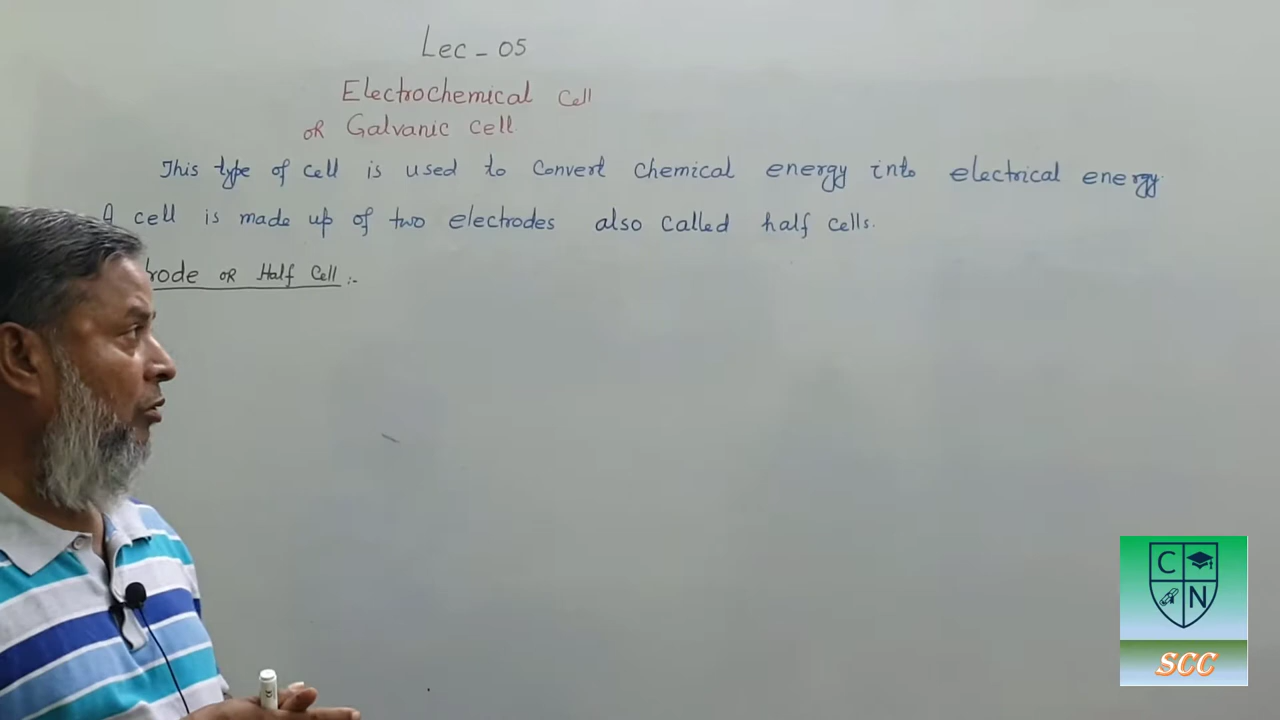 Lec - 05
Electrochemical Cell
OR Galvanic Cell
This type of cell is used to Convert chemical energy into electrical energy
A cell is made up of two electrodes also called half cells.
rode OR Half Cell :-
C
N
SCC